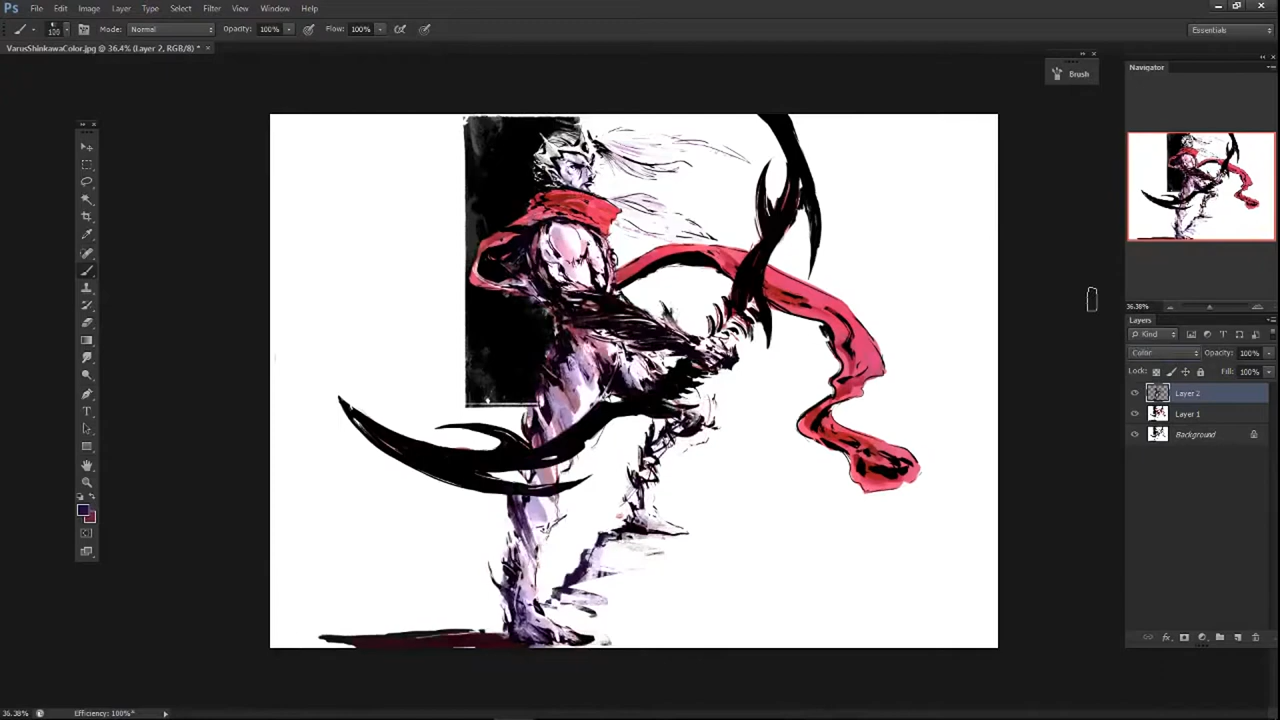 Ps File Edit Image Layer Type Select Filter View Window Help
100 Mode: Normal Opacity: 100% Flow: 100% Essentials
VarusShinkawaColor.jpg @ 36.4% (Layer 2, RGB/8) * ×
Brush
Navigator
36.38%
Layers
Kind
Color Opacity: 100%
Lock: Fill: 100%
Layer 2
Layer 1
Background
36.38% Efficiency: 100%*